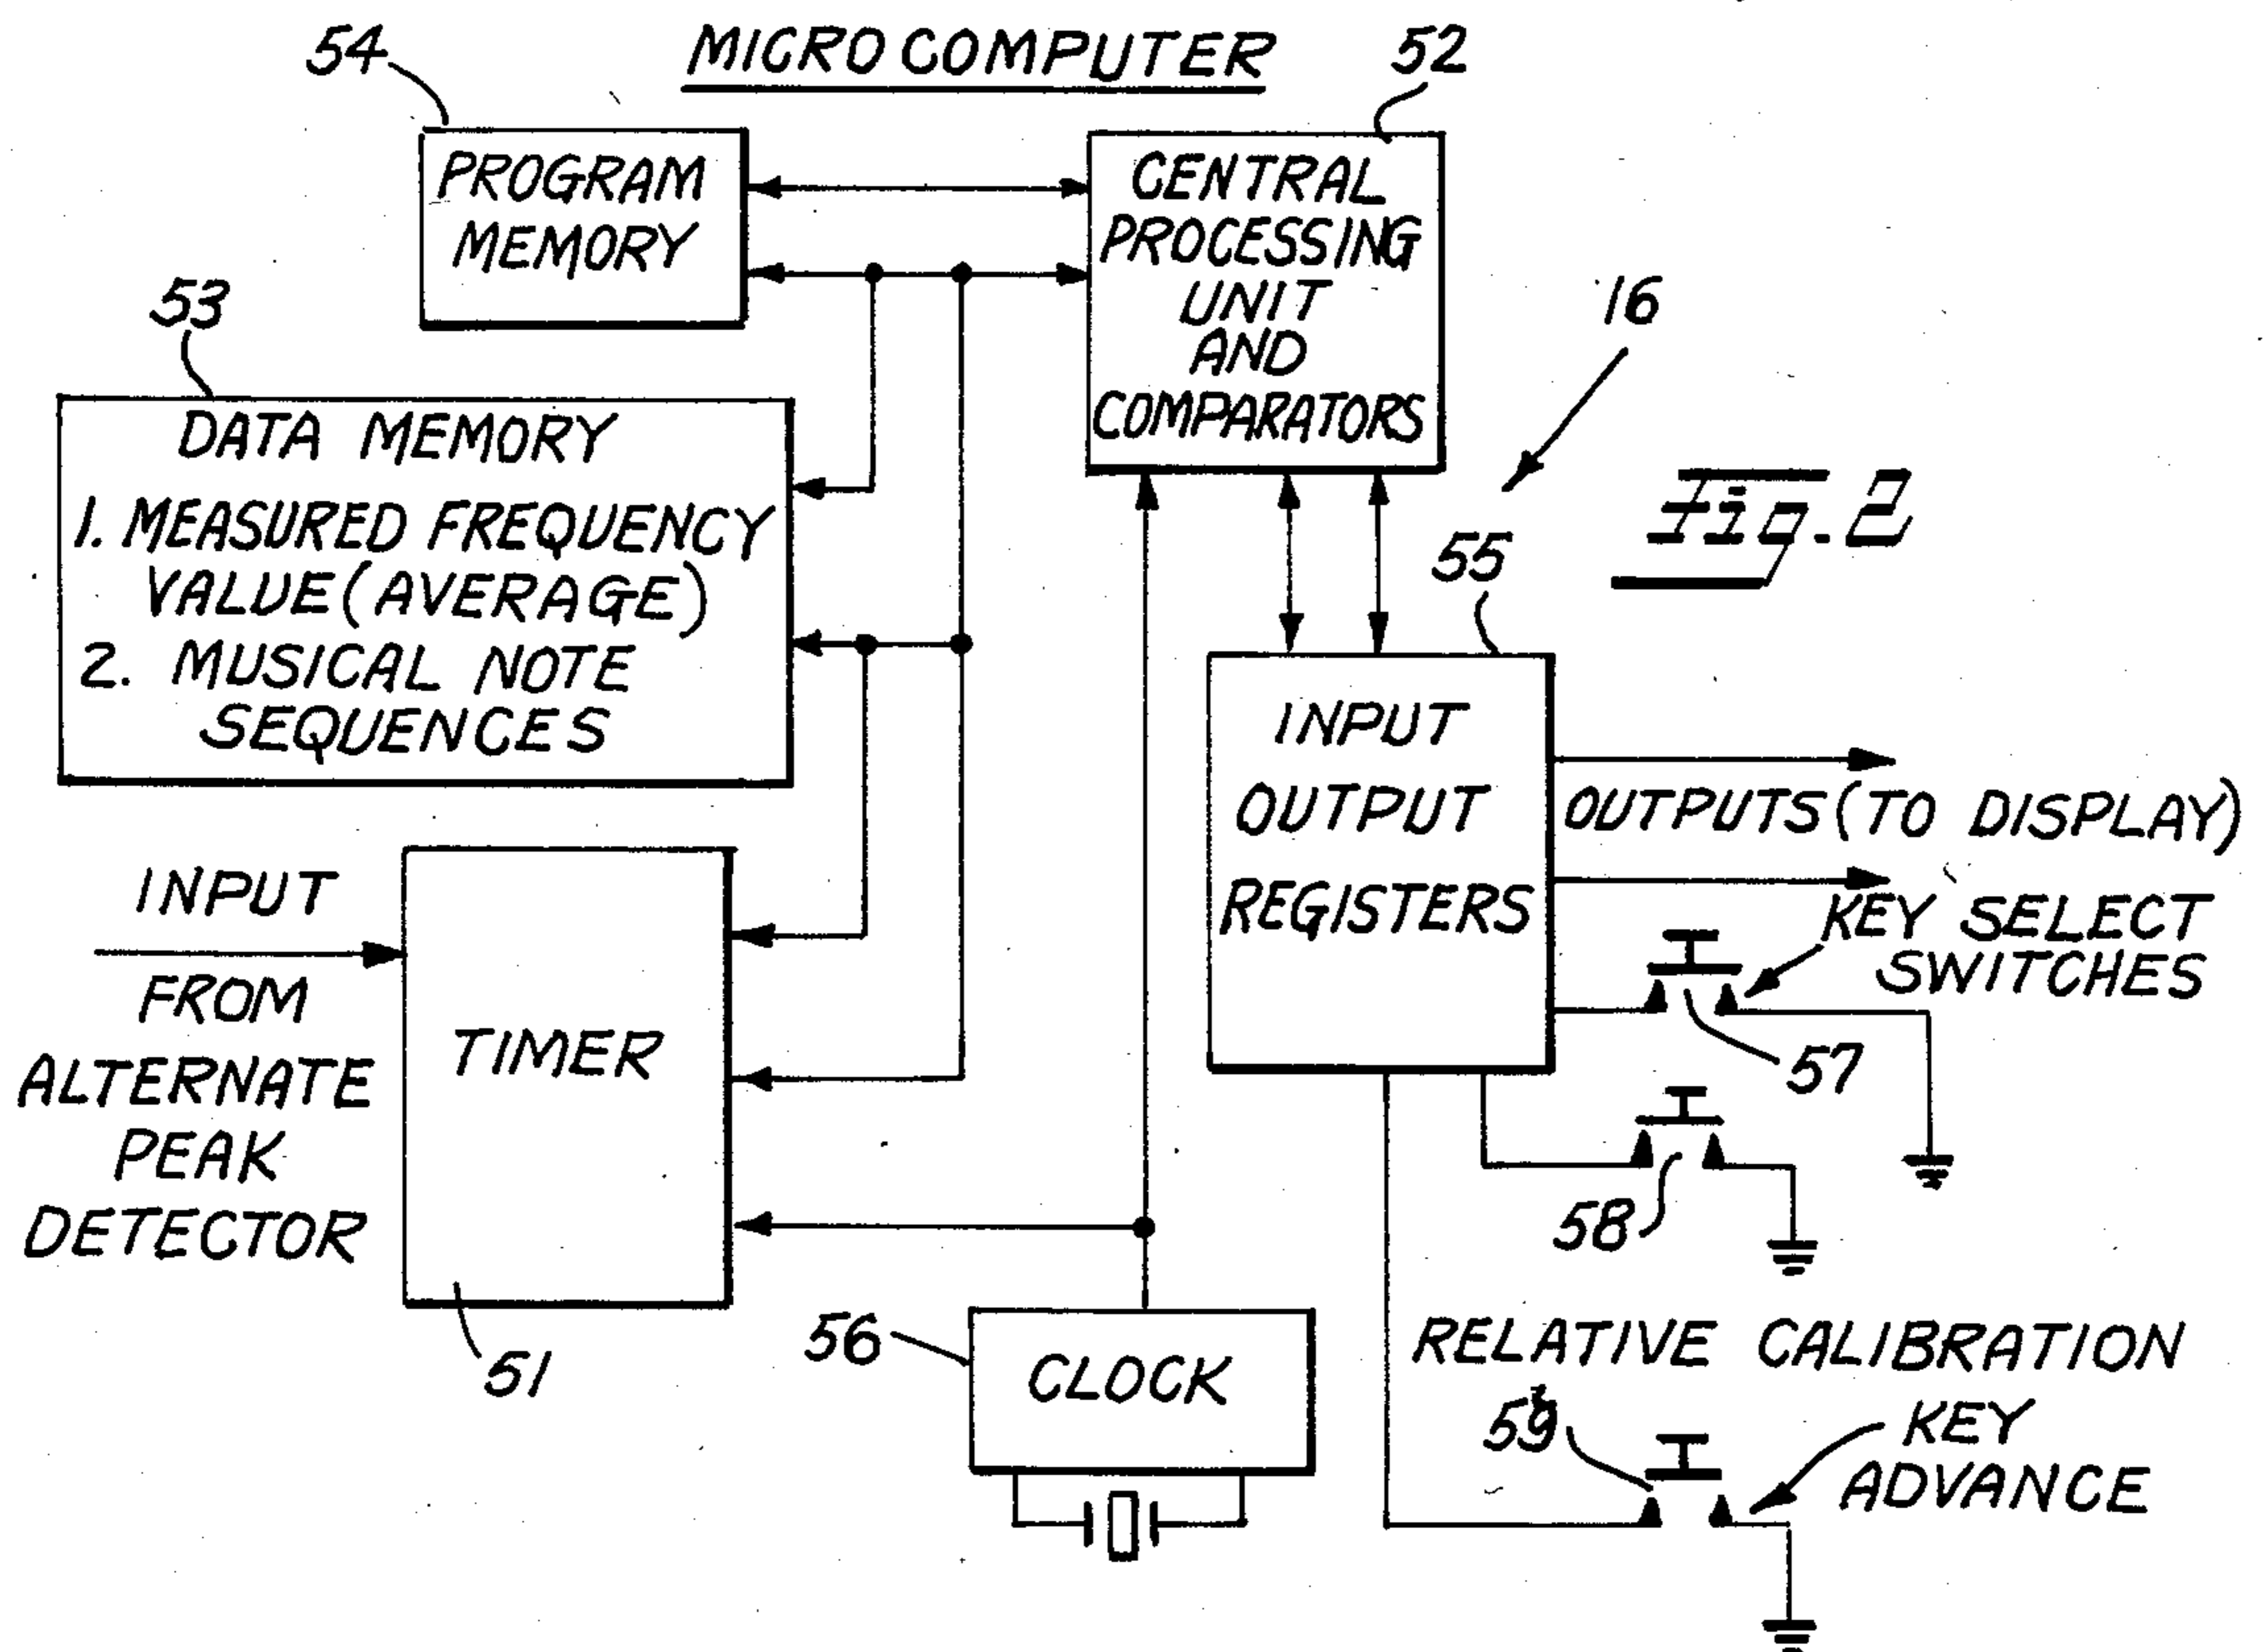 MICROCOMPUTER
54
52
PROGRAM
MEMORY
CENTRAL
PROCESSING
UNIT
AND
COMPARATORS
16
53
Fig. 2
DATA MEMORY
1. MEASURED FREQUENCY
VALUE (AVERAGE)
2. MUSICAL NOTE
SEQUENCES
55
INPUT
OUTPUT
REGISTERS
OUTPUTS (TO DISPLAY)
KEY SELECT
SWITCHES
57
INPUT
FROM
ALTERNATE
PEAK
DETECTOR
TIMER
51
58
56
CLOCK
RELATIVE CALIBRATION
59
KEY
ADVANCE